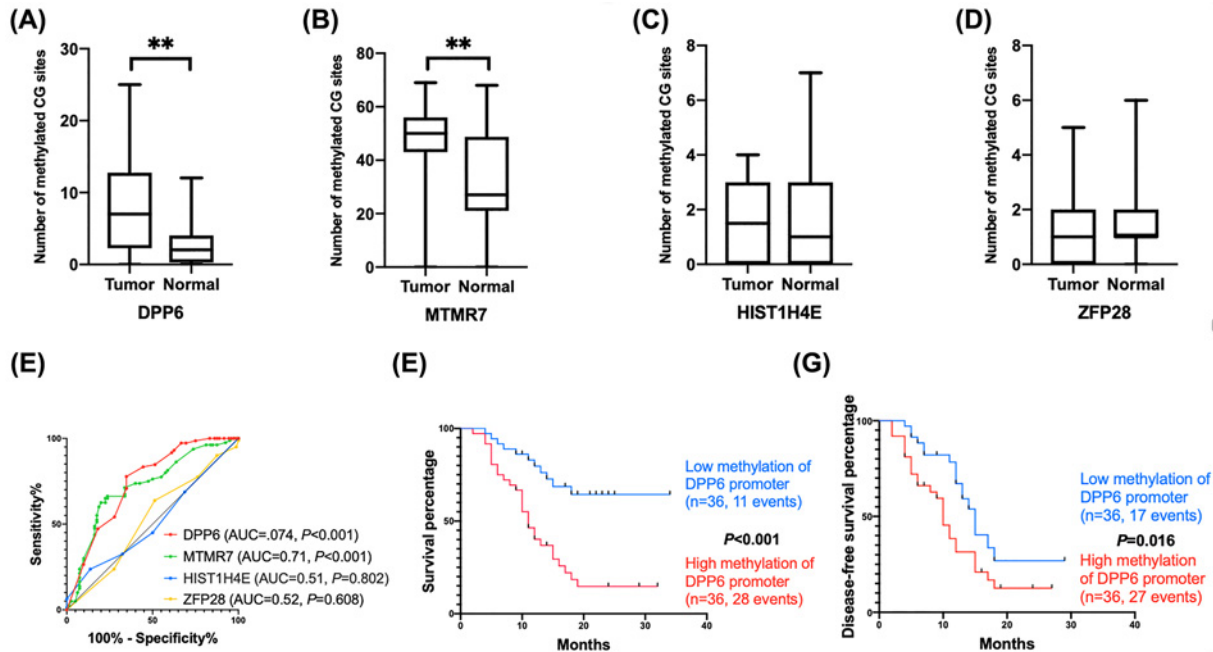 (A)
Number of methylated CG sites
30
20
10
0
**
Tumor Normal
DPP6
(B)
Number of methylated CG sites
80
60
40
20
0
**
Tumor Normal
MTMR7
(C)
Number of methylated CG sites
8
6
4
2
0
Tumor Normal
HIST1H4E
(D)
Number of methylated CG sites
8
6
4
2
0
Tumor Normal
ZFP28
(E)
Sensitivity%
100
50
0
0 50 100
100% - Specificity%
DPP6 (AUC=.074, P<0.001)
MTMR7 (AUC=0.71, P<0.001)
HIST1H4E (AUC=0.51, P=0.802)
ZFP28 (AUC=0.52, P=0.608)
(E)
Survival percentage
100
50
0
0 10 20 30 40
Months
Low methylation of
DPP6 promoter
(n=36, 11 events)
P<0.001
High methylation of
DPP6 promoter
(n=36, 28 events)
(G)
Disease-free survival percentage
100
50
0
0 10 20 30 40
Months
Low methylation of
DPP6 promoter
(n=36, 17 events)
P=0.016
High methylation
of DPP6 promoter
(n=36, 27 events)